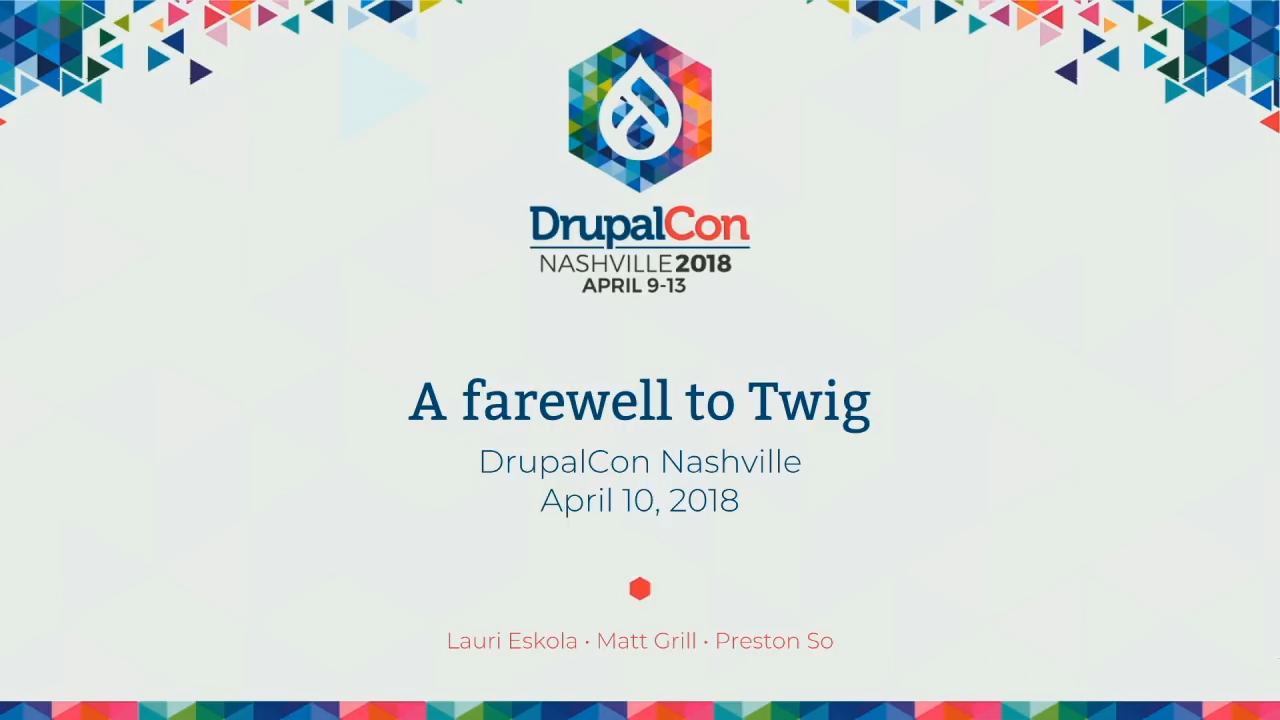 DrupalCon
NASHVILLE 2018
APRIL 9-13
A farewell to Twig
DrupalCon Nashville
April 10, 2018
Lauri Eskola • Matt Grill • Preston So